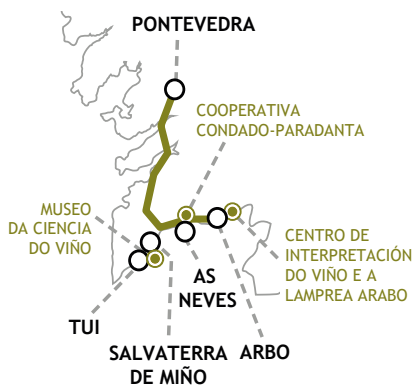 PONTEVEDRA
COOPERATIVA
CONDADO-PARADANTA
MUSEO
DA CIENCIA
DO VIÑO
CENTRO DE
INTERPRETACIÓN
DO VIÑO E A
LAMPREA ARABO
AS
NEVES
TUI
SALVATERRA
DE MIÑO
ARBO